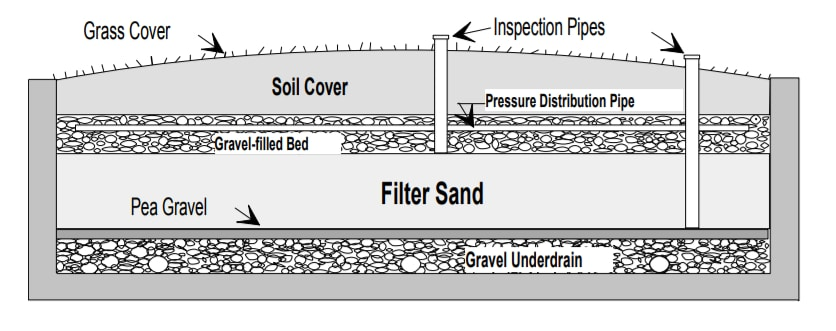 Grass Cover
Inspection Pipes
Soil Cover
Pressure Distribution Pipe
Gravel-filled Bed
Filter Sand
Pea Gravel
Gravel Underdrain